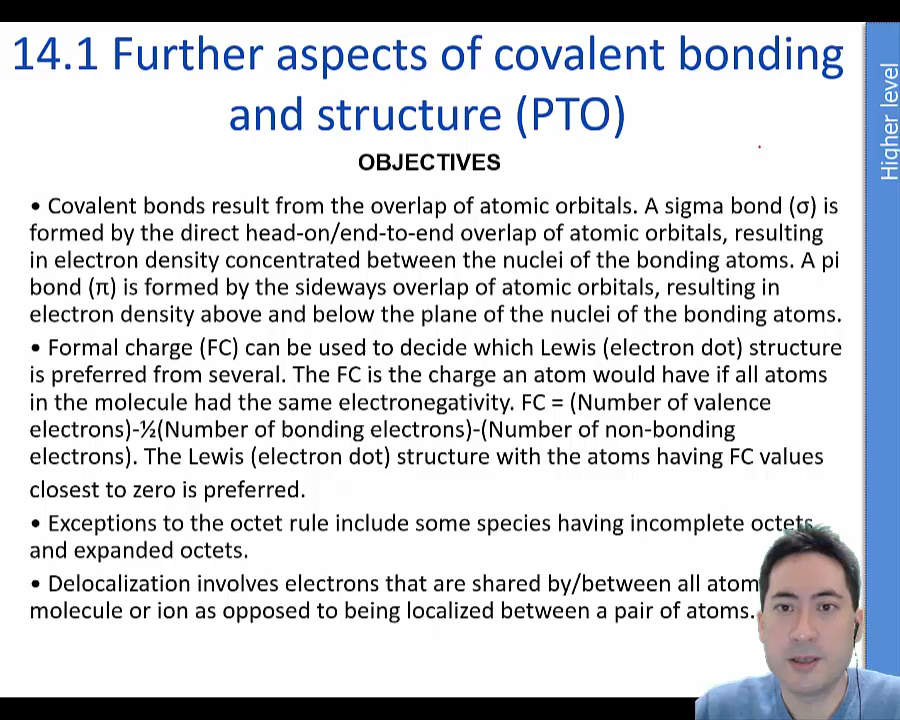 14.1 Further aspects of covalent bonding
and structure (PTO)
Higher level
OBJECTIVES
• Covalent bonds result from the overlap of atomic orbitals. A sigma bond (σ) is
formed by the direct head-on/end-to-end overlap of atomic orbitals, resulting
in electron density concentrated between the nuclei of the bonding atoms. A pi
bond (π) is formed by the sideways overlap of atomic orbitals, resulting in
electron density above and below the plane of the nuclei of the bonding atoms.
• Formal charge (FC) can be used to decide which Lewis (electron dot) structure
is preferred from several. The FC is the charge an atom would have if all atoms
in the molecule had the same electronegativity. FC = (Number of valence
electrons)-½(Number of bonding electrons)-(Number of non-bonding
electrons). The Lewis (electron dot) structure with the atoms having FC values
closest to zero is preferred.
• Exceptions to the octet rule include some species having incomplete octets
and expanded octets.
• Delocalization involves electrons that are shared by/between all atom
molecule or ion as opposed to being localized between a pair of atoms.